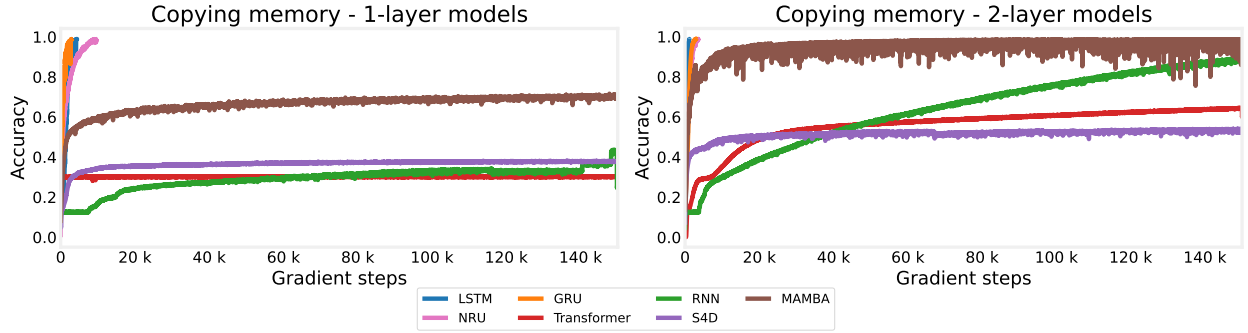 Copying memory - 1-layer models
Accuracy
1.0
0.8
0.6
0.4
0.2
0.0
0 20 k 40 k 60 k 80 k 100 k 120 k 140 k
Gradient steps
Copying memory - 2-layer models
Accuracy
1.0
0.8
0.6
0.4
0.2
0.0
0 20 k 40 k 60 k 80 k 100 k 120 k 140 k
Gradient steps
LSTM GRU RNN MAMBA
NRU Transformer S4D